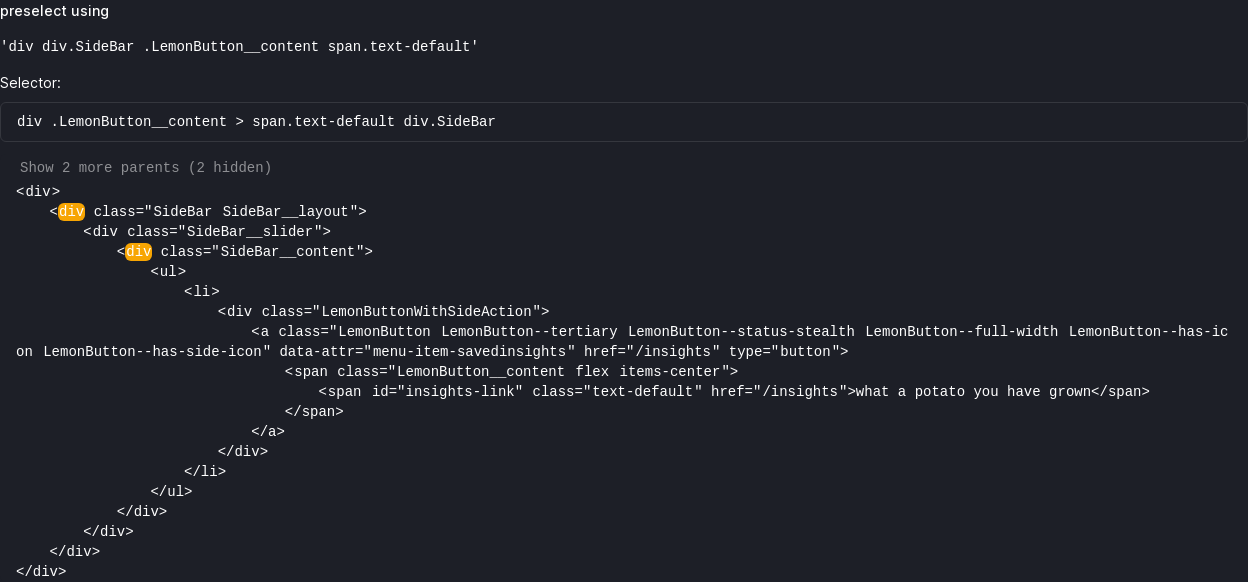 preselect using
'div div.SideBar .LemonButton__content span.text-default'
Selector:
div .LemonButton__content > span.text-default div.SideBar
Show 2 more parents (2 hidden)
<div>
<div class="SideBar SideBar__layout">
<div class="SideBar__slider">
<div class="SideBar__content">
<ul>
<li>
<div class="LemonButtonWithSideAction">
<a class="LemonButton LemonButton--tertiary LemonButton--status-stealth LemonButton--full-width LemonButton--has-ic
on LemonButton--has-side-icon" data-attr="menu-item-savedinsights" href="/insights" type="button">
<span class="LemonButton__content flex items-center">
<span id="insights-link" class="text-default" href="/insights">what a potato you have grown</span>
</span>
</a>
</div>
</li>
</ul>
</div>
</div>
</div>
</div>